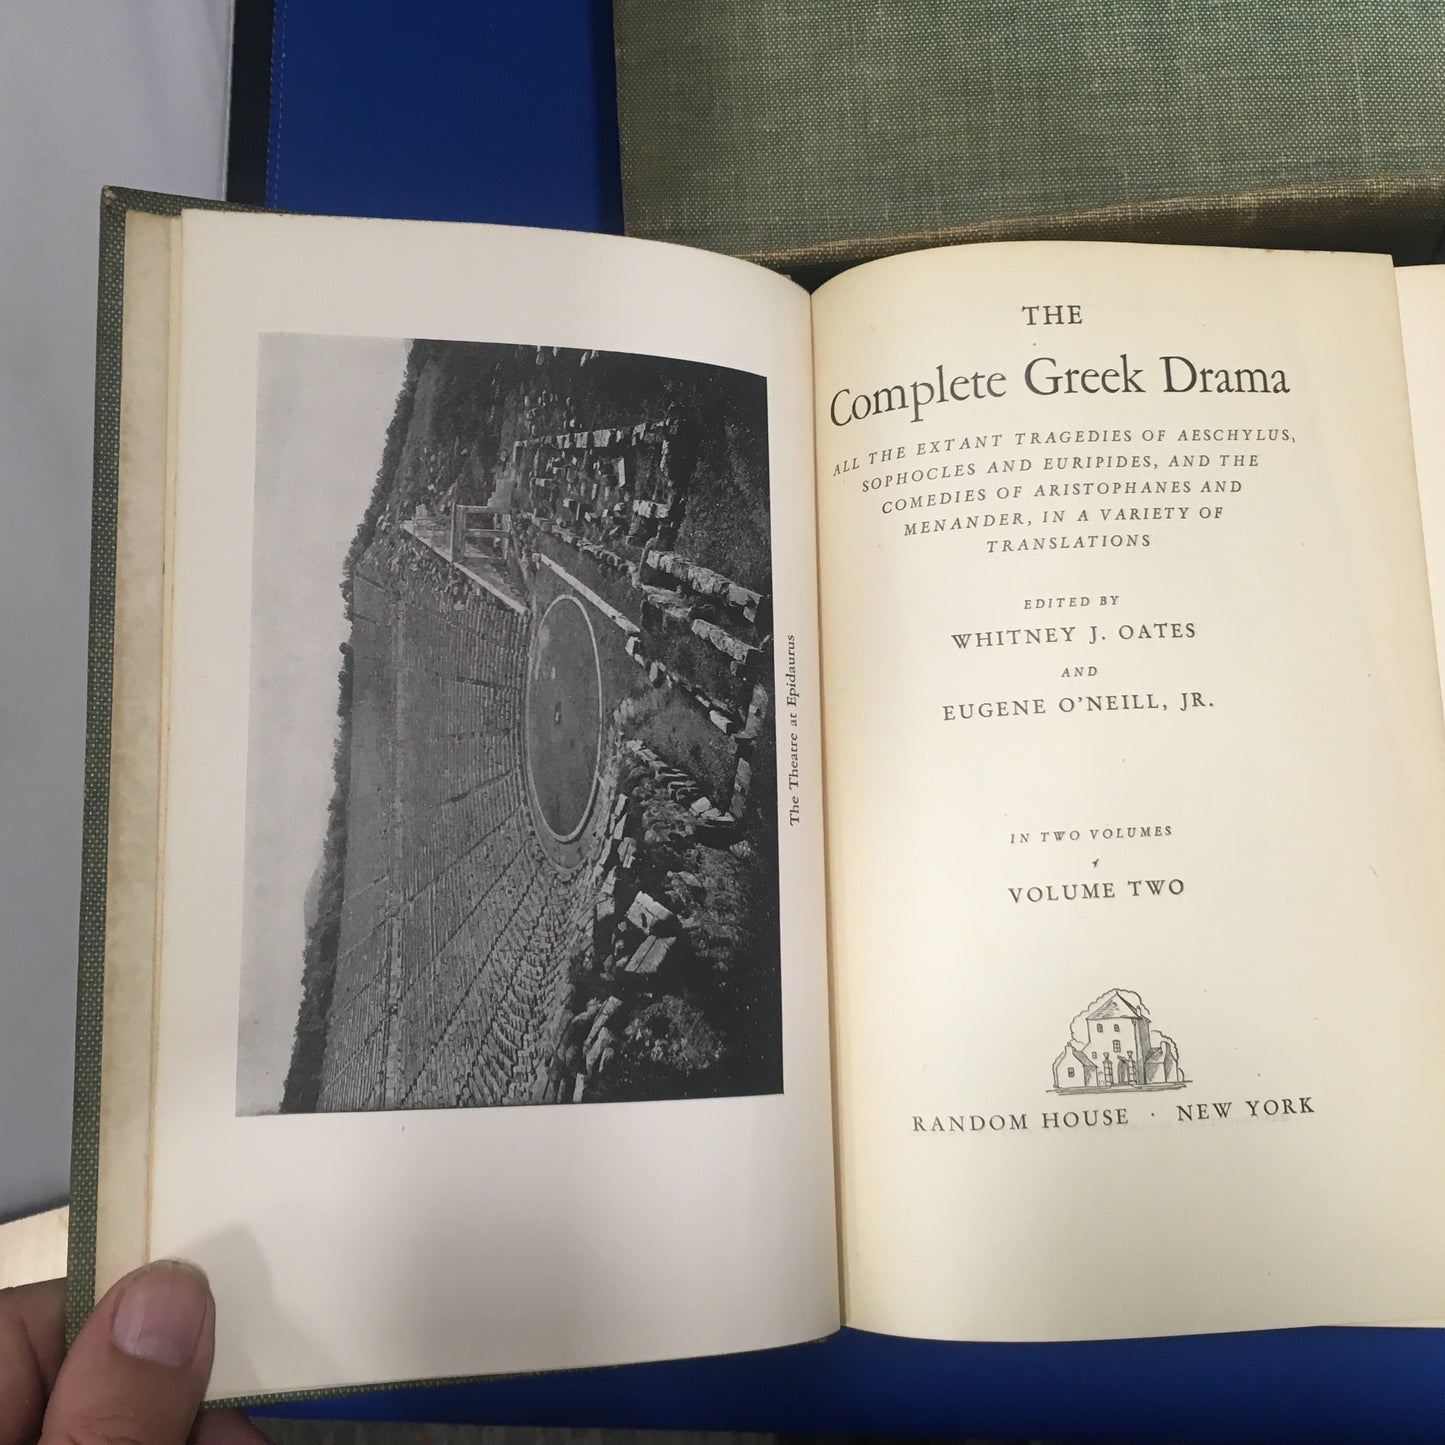 The Theatre at Epidaurus
THE
Complete Greek Drama
ALL THE EXTANT TRAGEDIES OF AESCHYLUS,
SOPHOCLES AND EURIPIDES, AND THE
COMEDIES OF ARISTOPHANES AND
MENANDER, IN A VARIETY OF
TRANSLATIONS
EDITED BY
WHITNEY J. OATES
AND
EUGENE O'NEILL, JR.
IN TWO VOLUMES
VOLUME TWO
RANDOM HOUSE · NEW YORK